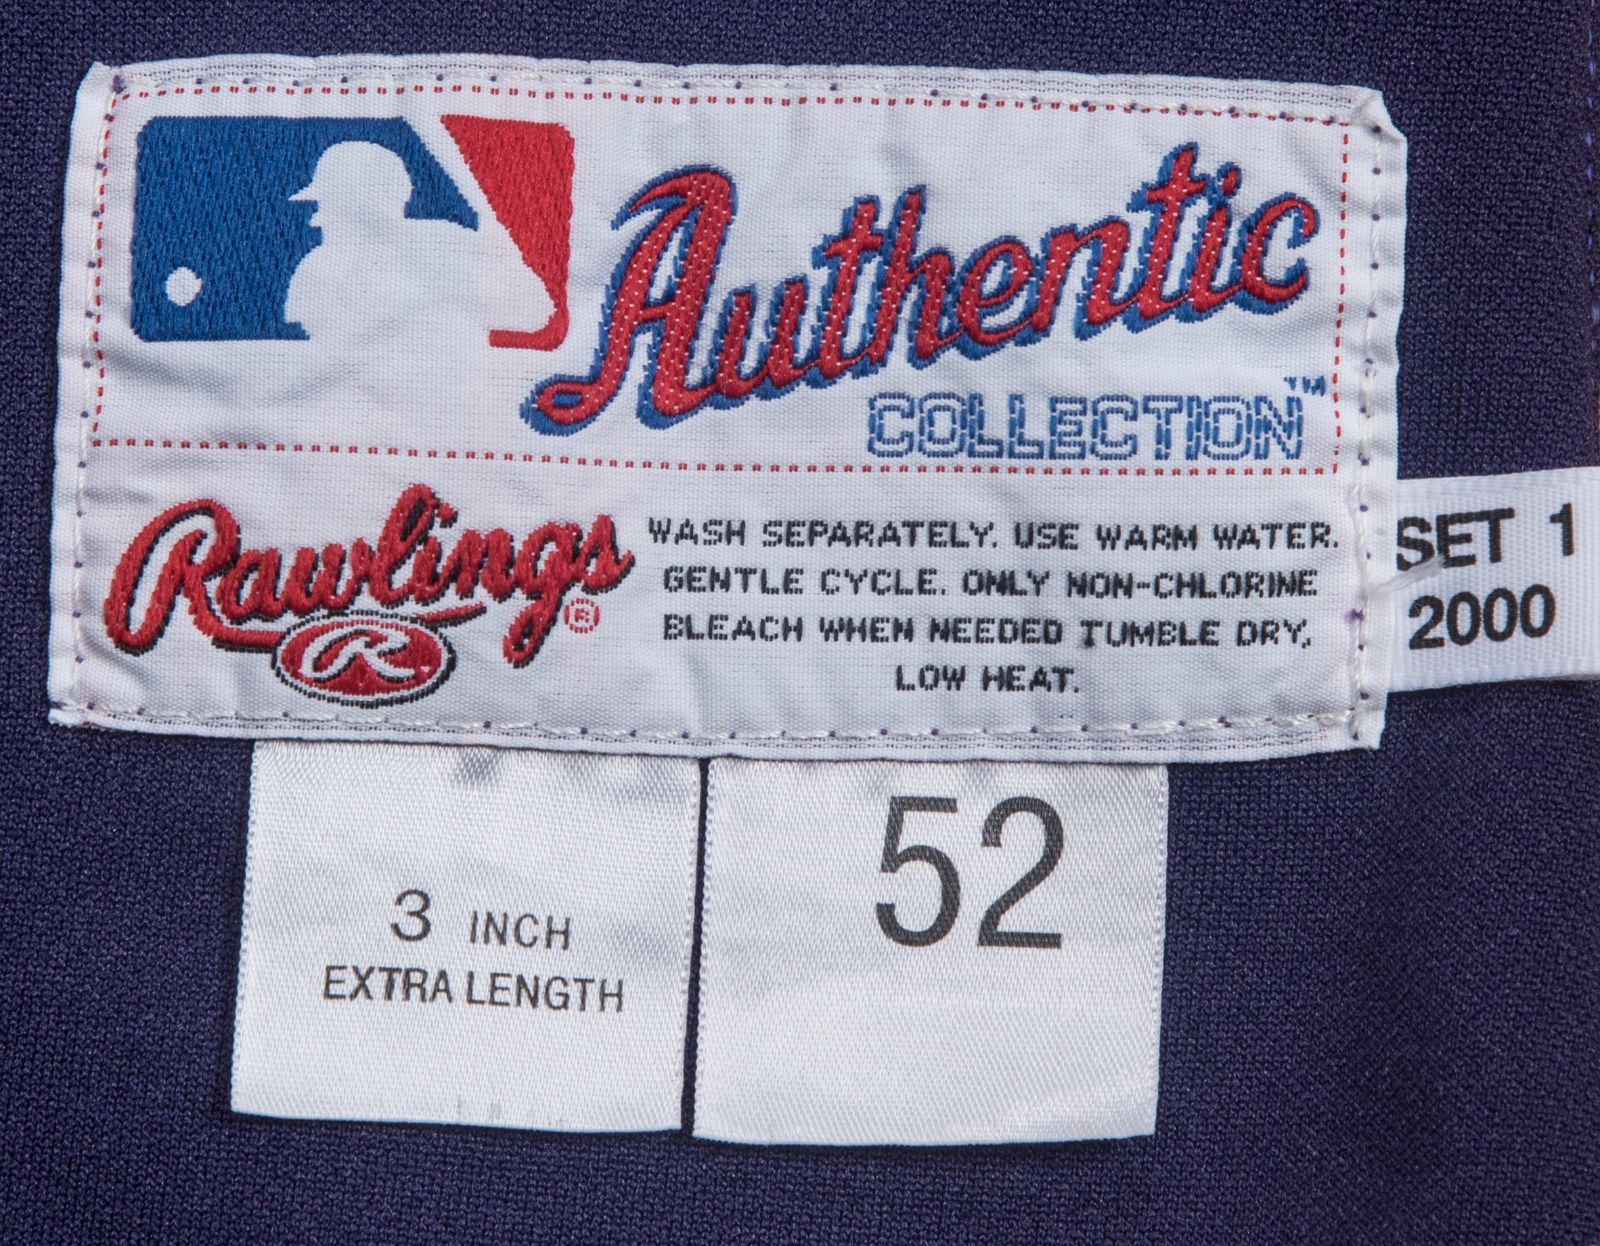 Authentic
COLLECTION™
Rawlings®
R
WASH SEPARATELY. USE WARM WATER.
GENTLE CYCLE. ONLY NON-CHLORINE
BLEACH WHEN NEEDED TUMBLE DRY,
LOW HEAT.
SET 1
2000
3 INCH
EXTRA LENGTH
52